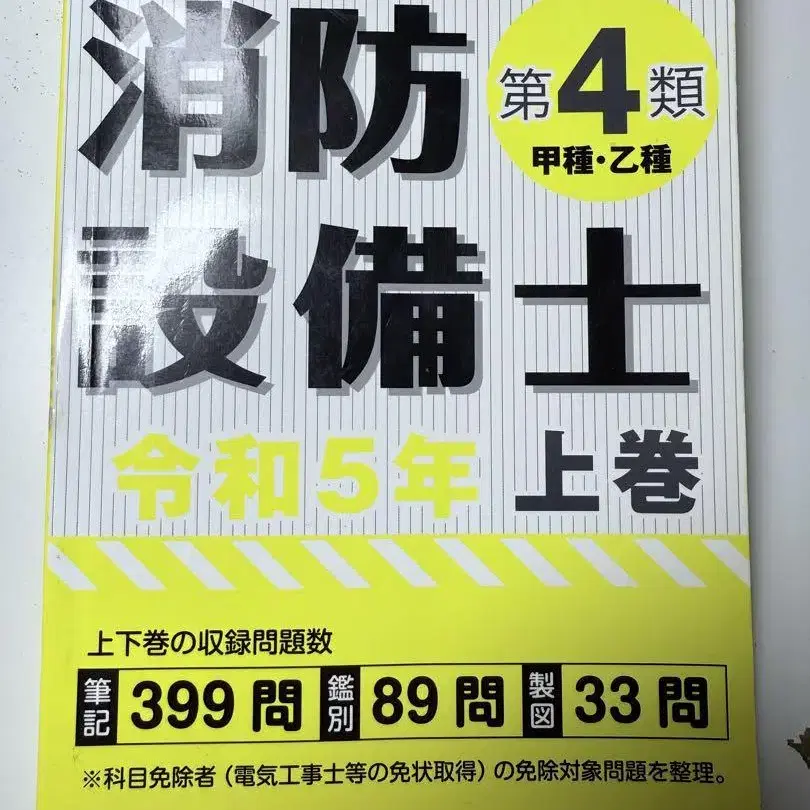 消防
第4類
甲種・乙種
設備士
令和5年 上巻
上下巻の収録問題数
筆記 399問 鑑別 89問 製図 33問
※科目免除者（電気工事士等の免状取得）の免除対象問題を整理。